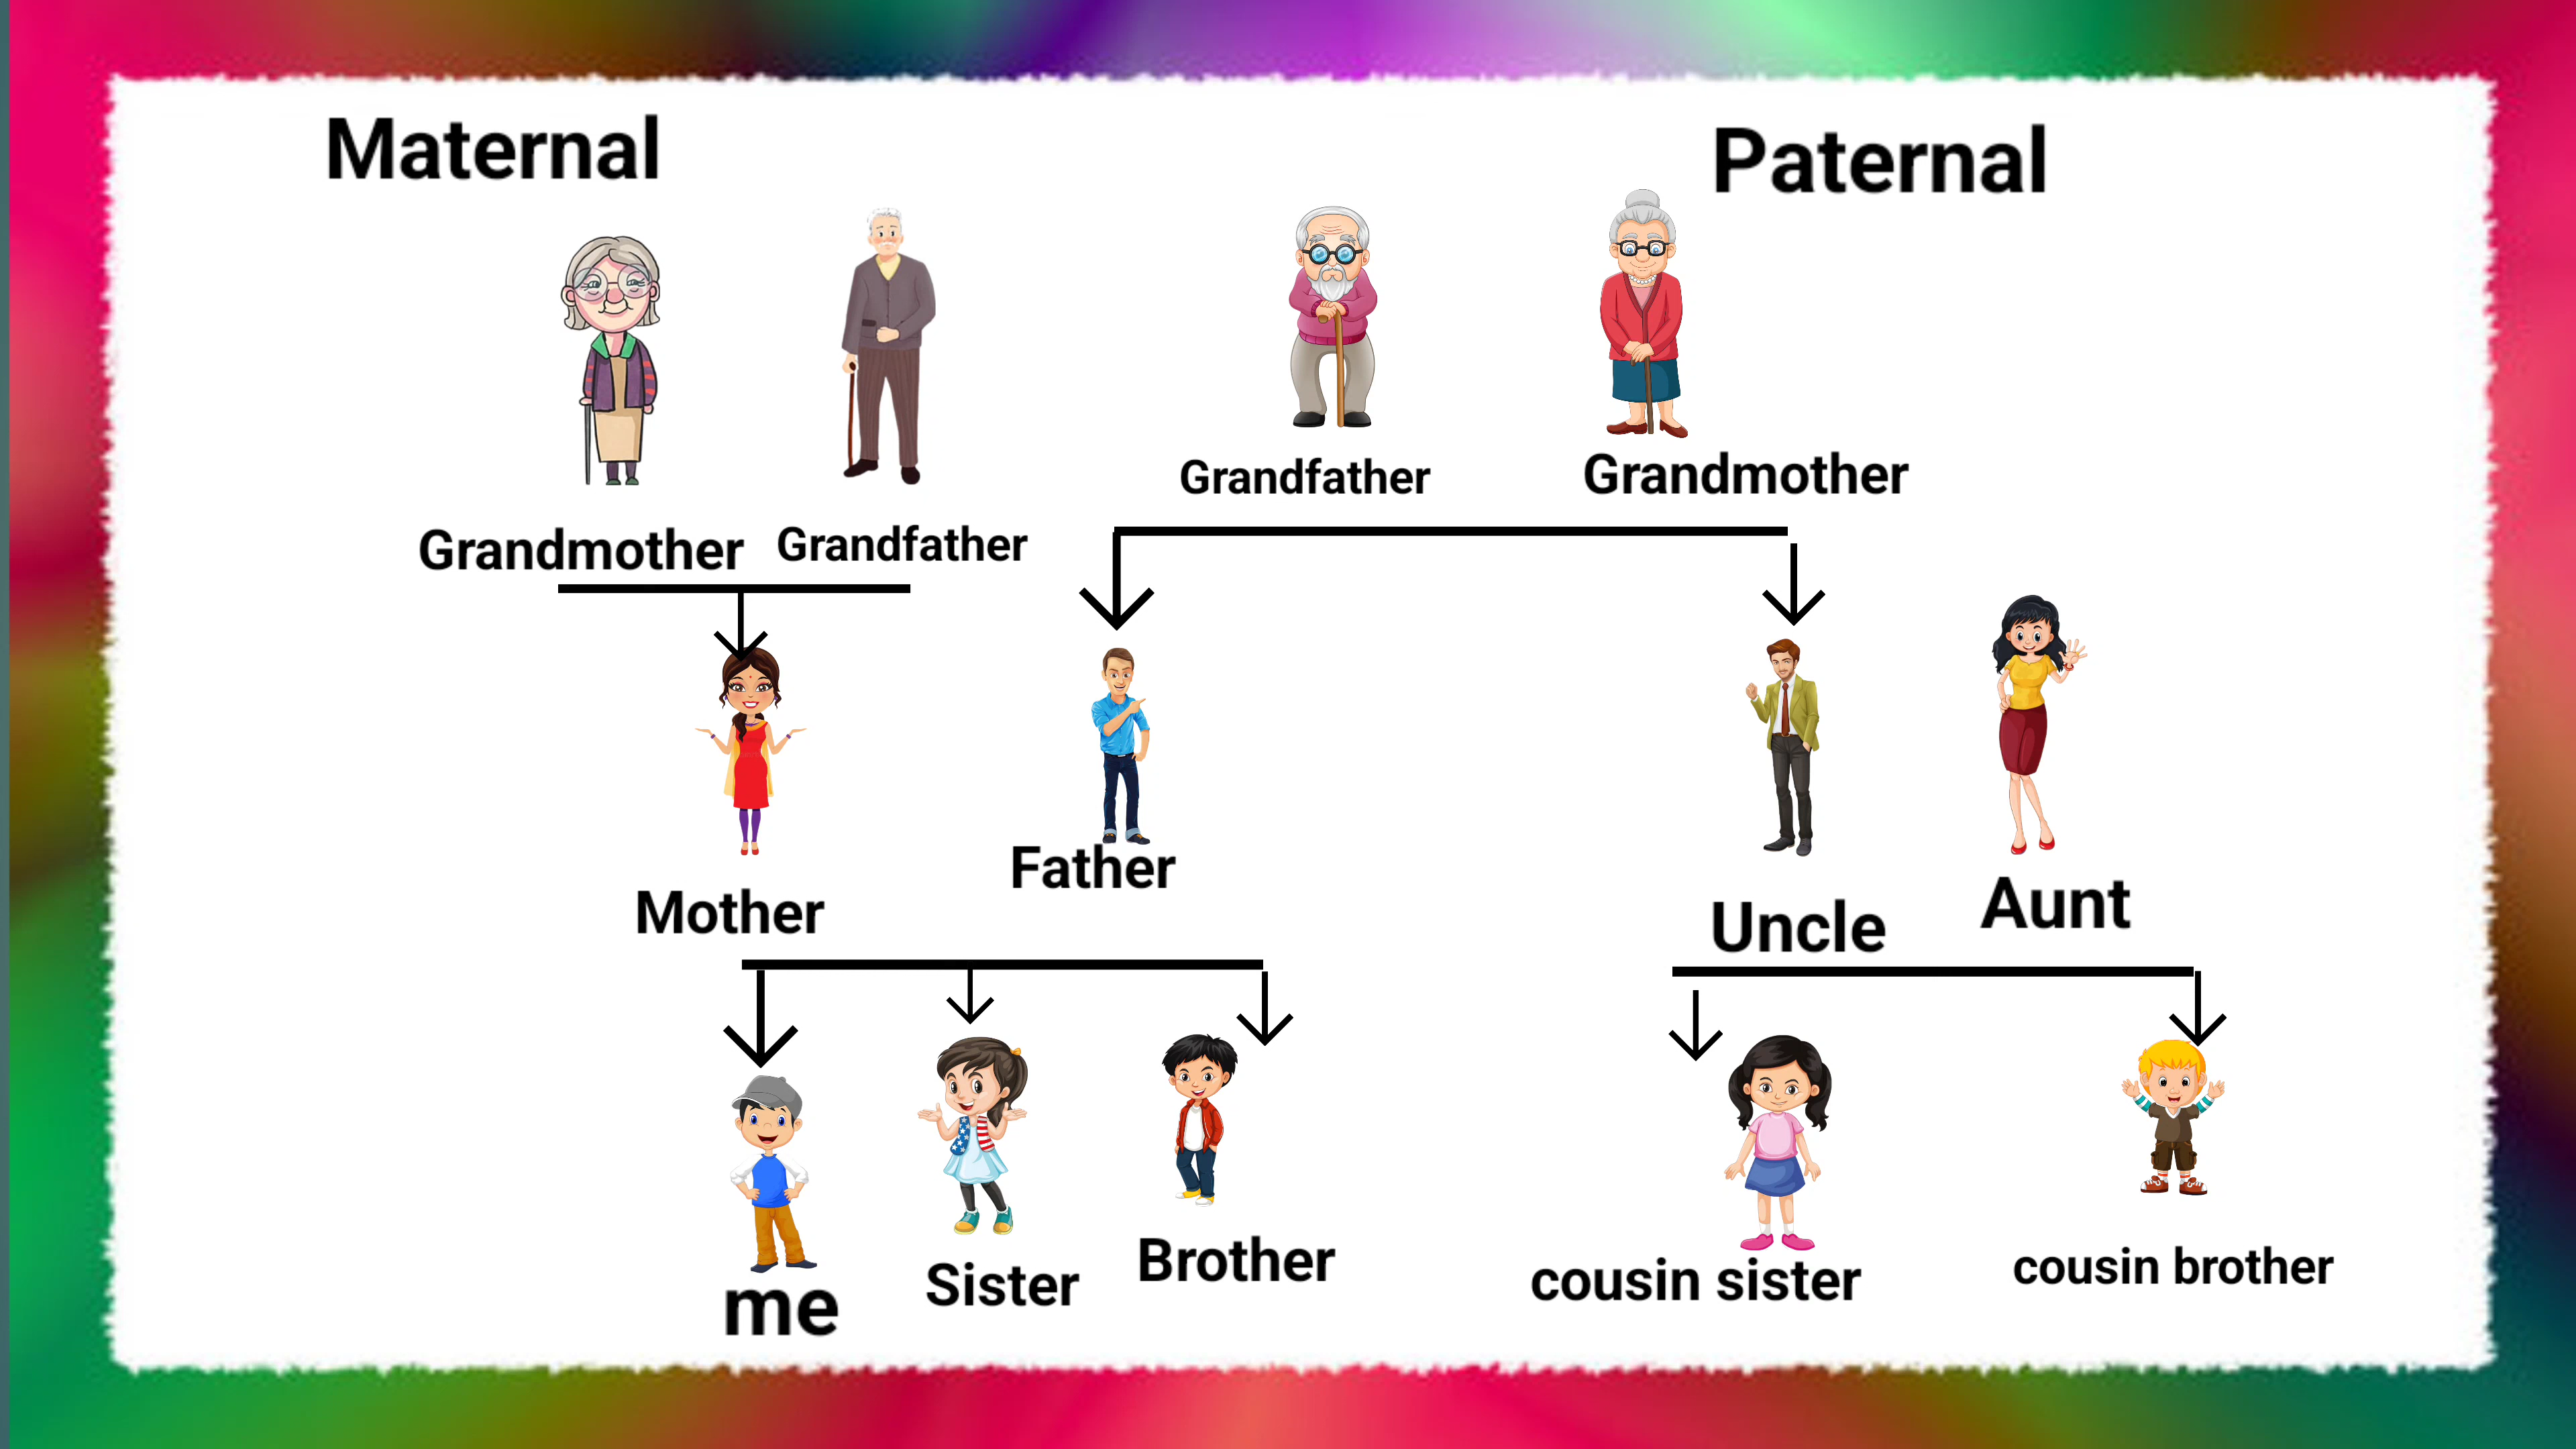 Maternal
Paternal
Grandmother
Grandfather
Grandfather
Grandmother
Mother
Father
Uncle
Aunt
me
Sister
Brother
cousin sister
cousin brother